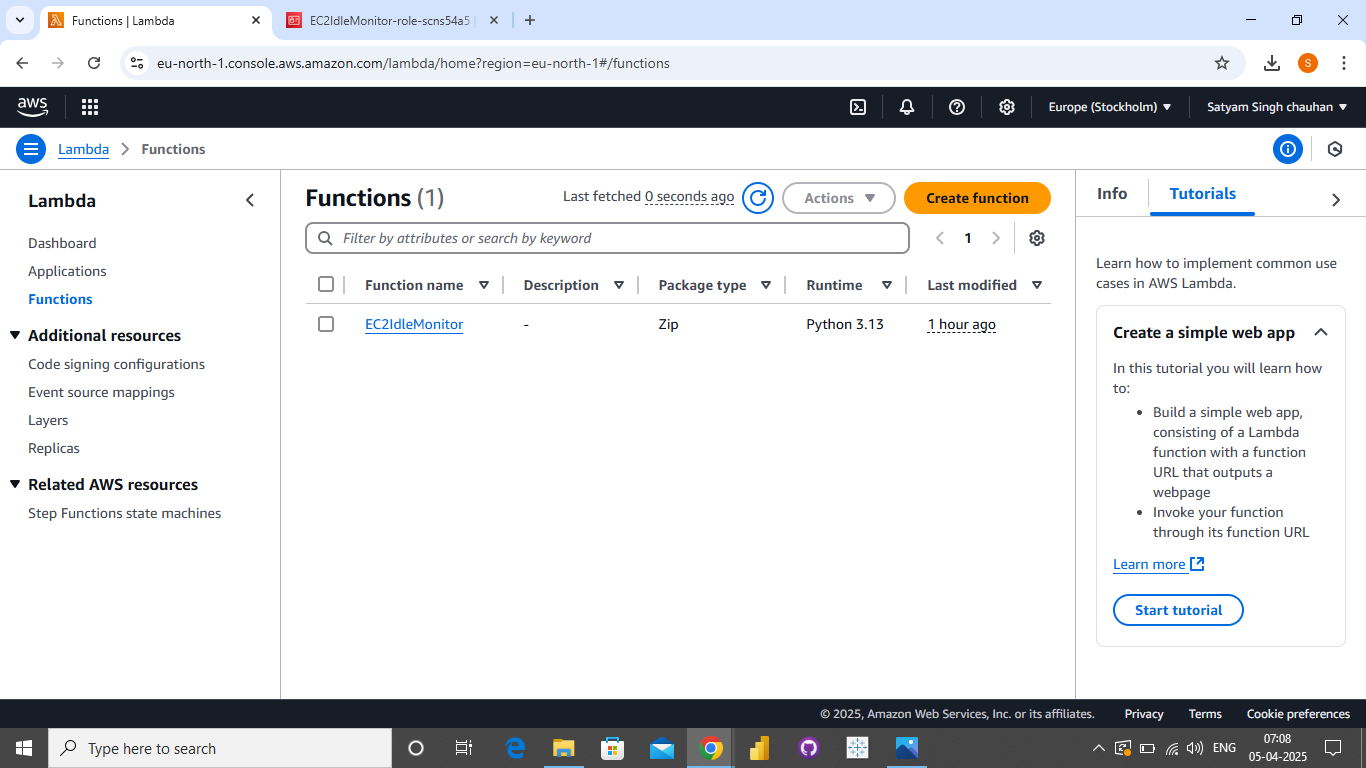 Functions | Lambda
EC2IdleMonitor-role-scns54a5
eu-north-1.console.aws.amazon.com/lambda/home?region=eu-north-1#/functions
S
aws
Europe (Stockholm)
Satyam Singh chauhan
Lambda
Functions
Lambda
Dashboard
Applications
Functions
Additional resources
Code signing configurations
Event source mappings
Layers
Replicas
Related AWS resources
Step Functions state machines
Functions (1)
Last fetched 0 seconds ago
Actions
Create function
Filter by attributes or search by keyword
1
Function name Description Package type Runtime Last modified
EC2IdleMonitor - Zip Python 3.13 1 hour ago
Info
Tutorials
Learn how to implement common use
cases in AWS Lambda.
Create a simple web app
In this tutorial you will learn how
to:
• Build a simple web app,
consisting of a Lambda
function with a function
URL that outputs a
webpage
• Invoke your function
through its function URL
Learn more
Start tutorial
© 2025, Amazon Web Services, Inc. or its affiliates.
Privacy
Terms
Cookie preferences
Type here to search
ENG
07:08
05-04-2025